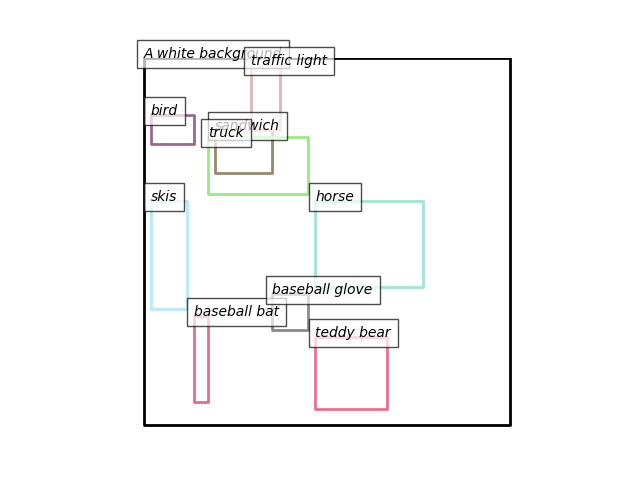 A white background
traffic light
bird
sandwich
truck
skis
horse
baseball glove
baseball bat
teddy bear